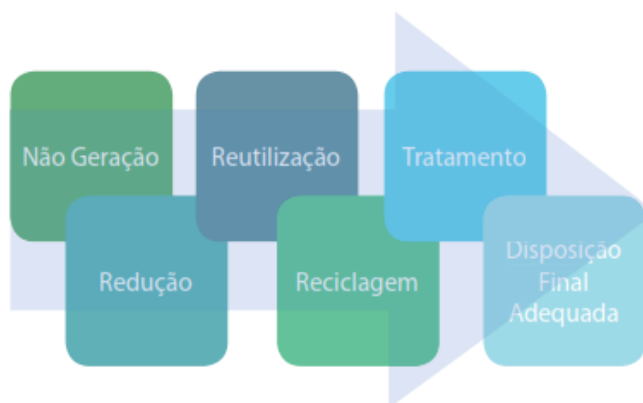 Não Geração
Redução
Reutilização
Reciclagem
Tratamento
Disposição
Final
Adequada